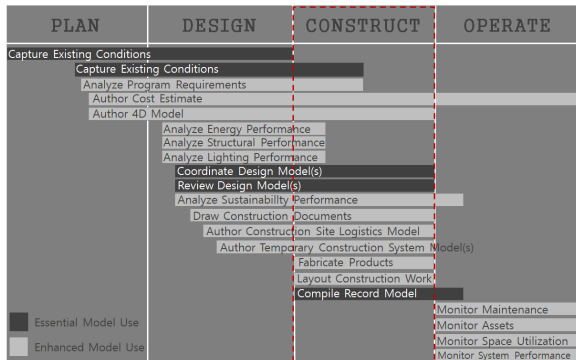 PLAN DESIGN CONSTRUCT OPERATE
Capture Existing Conditions
Capture Existing Conditions
Analyze Program Requirements
Author Cost Estimate
Author 4D Model
Analyze Energy Performance
Analyze Structural Performance
Analyze Lighting Performance
Coordinate Design Model(s)
Review Design Model(s)
Analyze Sustainability Performance
Draw Construction Documents
Author Construction Site Logistics Model
Author Temporary Construction System Model(s)
Fabricate Products
Layout Construction Work
Compile Record Model
Monitor Maintenance
Monitor Assets
Monitor Space Utilization
Monitor System Performance
Essential Model Use
Enhanced Model Use